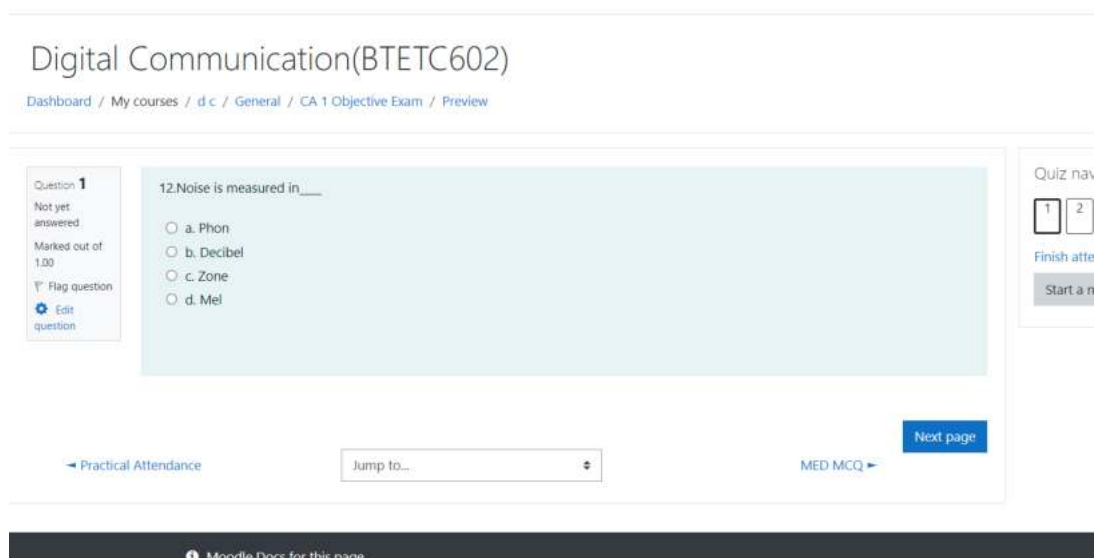 Digital Communication(BTETC602)
Dashboard / My courses / d c / General / CA 1 Objective Exam / Preview
Question 1
Not yet
answered
Marked out of
1.00
Flag question
Edit
question
12.Noise is measured in___
a. Phon
b. Decibel
c. Zone
d. Mel
Quiz nav
1 2
Finish atte
Start a n
Next page
◄ Practical Attendance
Jump to...
MED MCQ ►
Moodle Docs for this page